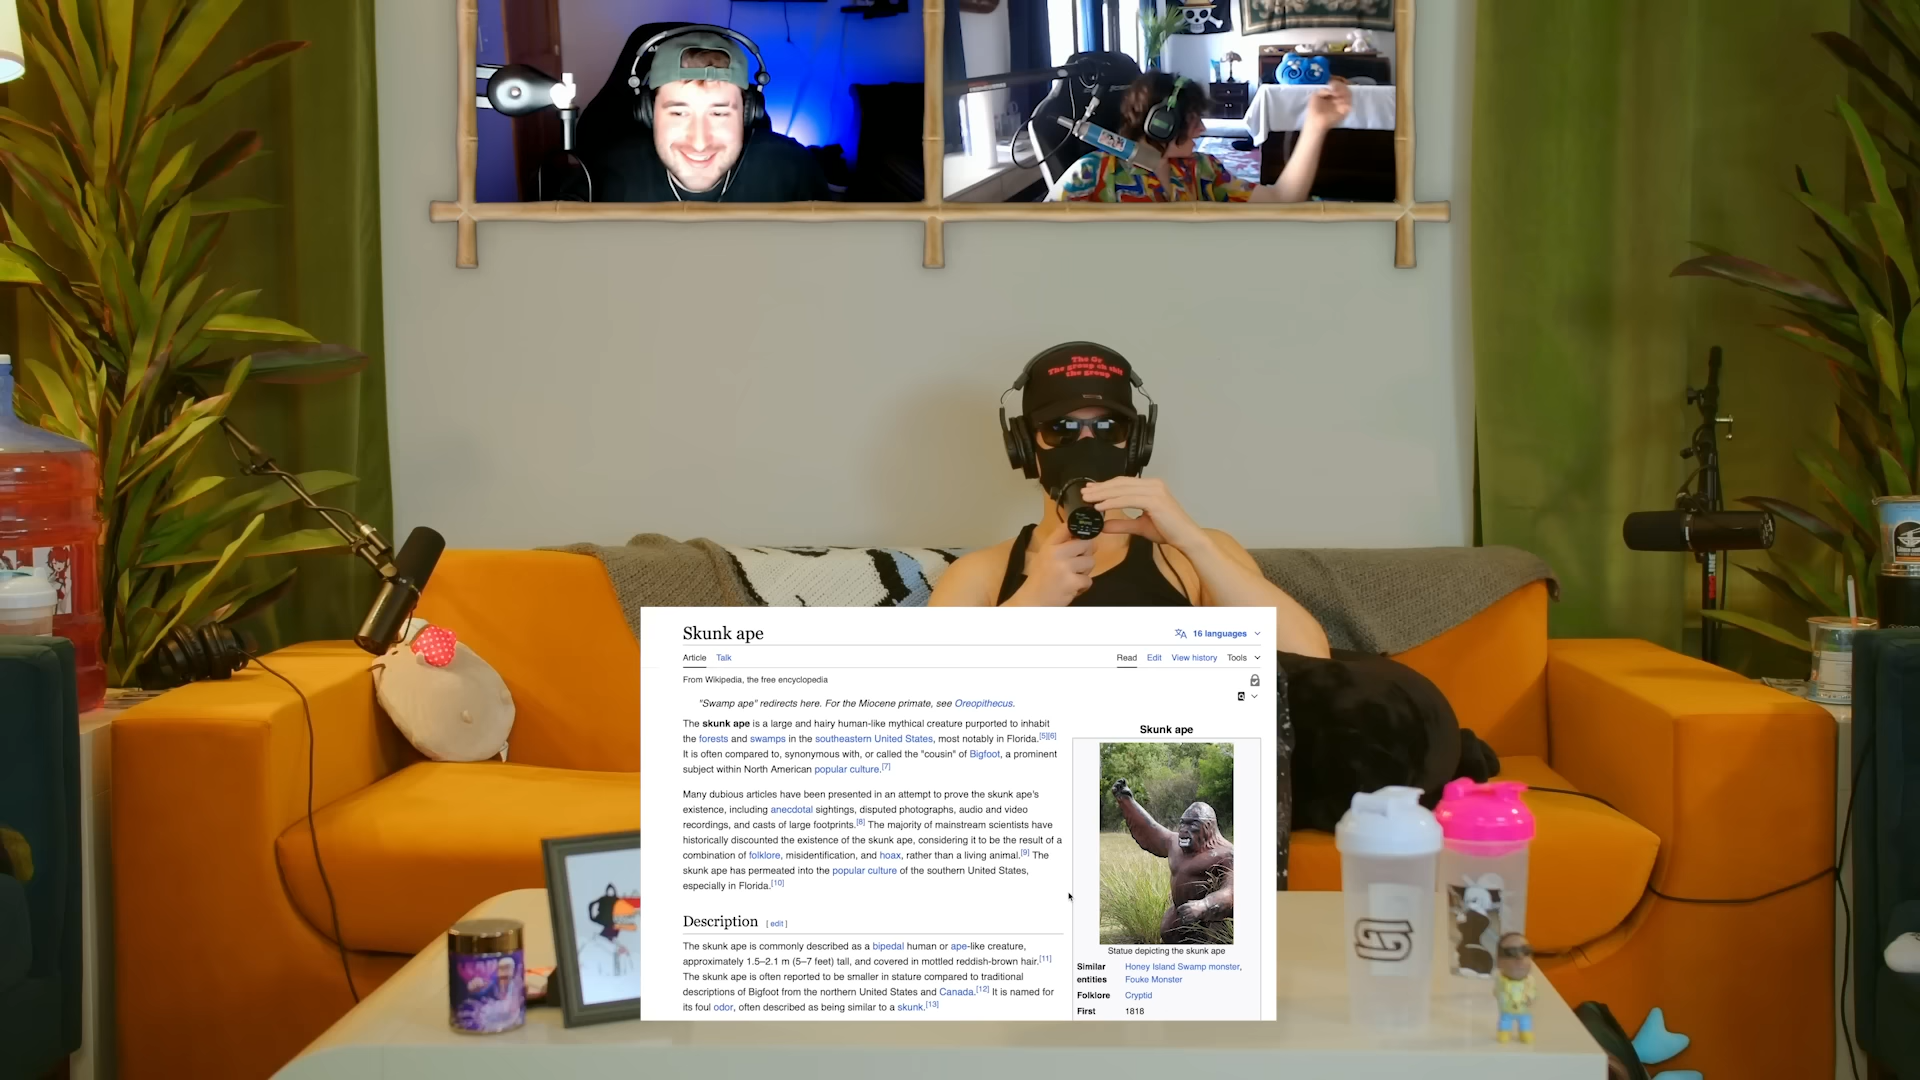 The Gr
The group ch chit
the group
Skunk ape
16 languages
Article Talk
Read Edit View history Tools
From Wikipedia, the free encyclopedia
"Swamp ape" redirects here. For the Miocene primate, see Oreopithecus.
The skunk ape is a large and hairy human-like mythical creature purported to inhabit
the forests and swamps in the southeastern United States, most notably in Florida.[5][6]
It is often compared to, synonymous with, or called the "cousin" of Bigfoot, a prominent
subject within North American popular culture.[7]
Many dubious articles have been presented in an attempt to prove the skunk ape's
existence, including anecdotal sightings, disputed photographs, audio and video
recordings, and casts of large footprints.[8] The majority of mainstream scientists have
historically discounted the existence of the skunk ape, considering it to be the result of a
combination of folklore, misidentification, and hoax, rather than a living animal.[9] The
skunk ape has permeated into the popular culture of the southern United States,
especially in Florida.[10]
Description [ edit ]
The skunk ape is commonly described as a bipedal human or ape-like creature,
approximately 1.5–2.1 m (5–7 feet) tall, and covered in mottled reddish-brown hair.[11]
The skunk ape is often reported to be smaller in stature compared to traditional
descriptions of Bigfoot from the northern United States and Canada.[12] It is named for
its foul odor, often described as being similar to a skunk.[13]
Skunk ape
Statue depicting the skunk ape
Similar entities Honey Island Swamp monster,
Fouke Monster
Folklore Cryptid
First 1818